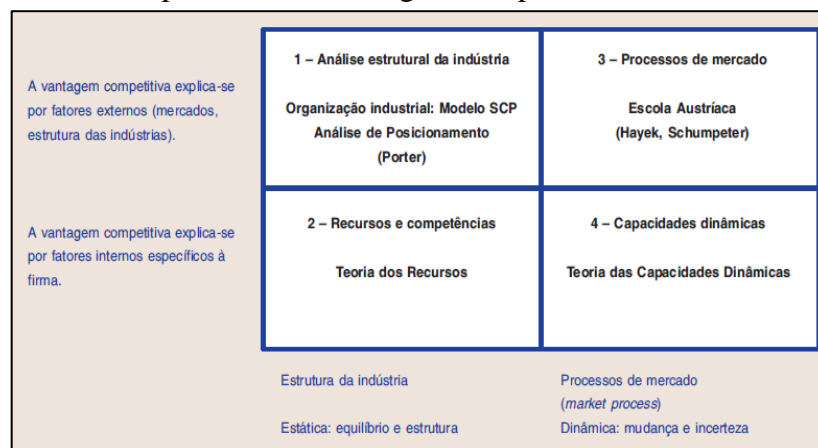 A vantagem competitiva explica-se
por fatores externos (mercados,
estrutura das indústrias).
1 – Análise estrutural da indústria
Organização industrial: Modelo SCP
Análise de Posicionamento
(Porter)
3 – Processos de mercado
Escola Austríaca
(Hayek, Schumpeter)
A vantagem competitiva explica-se
por fatores internos específicos à
firma.
2 – Recursos e competências
Teoria dos Recursos
4 – Capacidades dinâmicas
Teoria das Capacidades Dinâmicas
Estrutura da indústria
Estática: equilíbrio e estrutura
Processos de mercado
(market process)
Dinâmica: mudança e incerteza